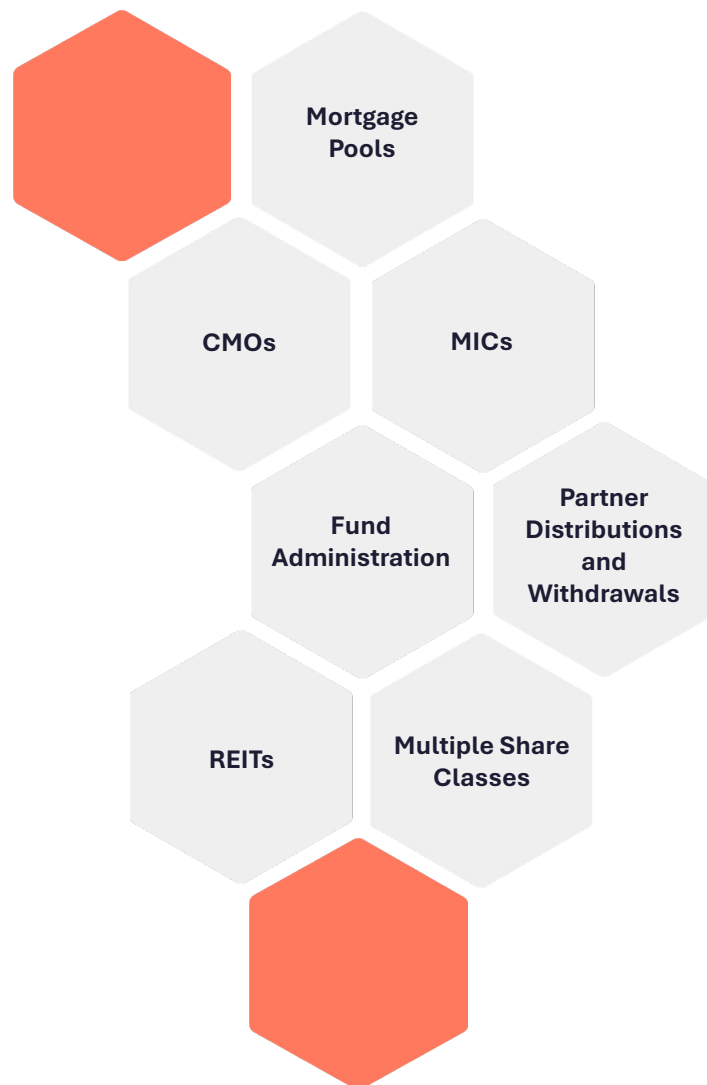 Mortgage
Pools
CMOs
MICs
Fund
Administration
Partner
Distributions
and
Withdrawals
REITs
Multiple Share
Classes